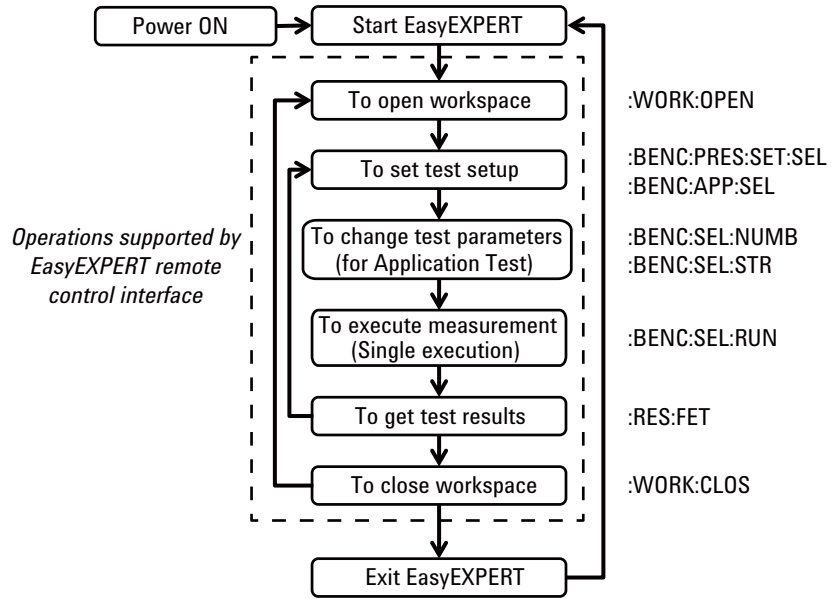 Power ON
Start EasyEXPERT
To open workspace
:WORK:OPEN
To set test setup
:BENC:PRES:SET:SEL
:BENC:APP:SEL
Operations supported by
EasyEXPERT remote
control interface
To change test parameters
(for Application Test)
:BENC:SEL:NUMB
:BENC:SEL:STR
To execute measurement
(Single execution)
:BENC:SEL:RUN
To get test results
:RES:FET
To close workspace
:WORK:CLOS
Exit EasyEXPERT